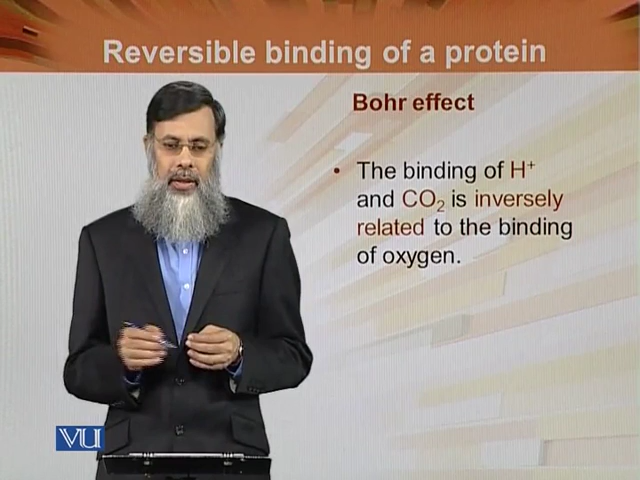 Reversible binding of a protein
Bohr effect
• The binding of H⁺
and CO₂ is inversely
related to the binding
of oxygen.
VU